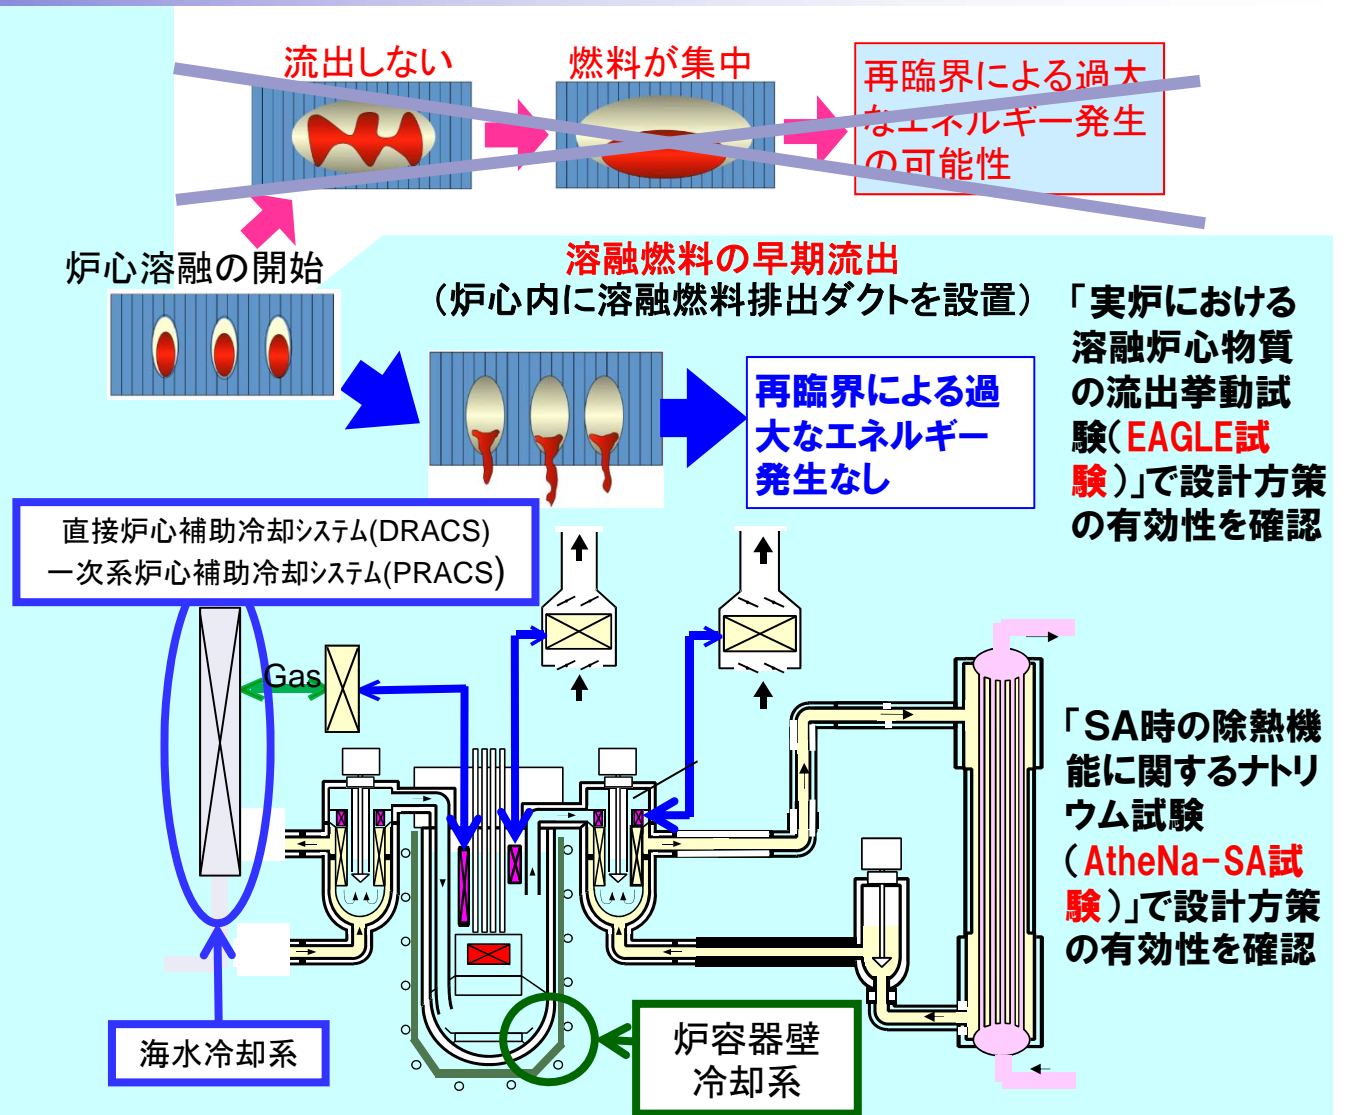 流出しない
燃料が集中
再臨界による過大
なエネルギー発生
の可能性
炉心溶融の開始
溶融燃料の早期流出
（炉心内に溶融燃料排出ダクトを設置）
再臨界による過
大なエネルギー
発生なし
「実炉における
溶融炉心物質
の流出挙動試
験（EAGLE試
験）」で設計方策
の有効性を確認
直接炉心補助冷却ｼｽﾃﾑ(DRACS)
一次系炉心補助冷却ｼｽﾃﾑ(PRACS)
Gas
「SA時の除熱機
能に関するナトリ
ウム試験
（AtheNa-SA試
験）」で設計方策
の有効性を確認
海水冷却系
炉容器壁
冷却系